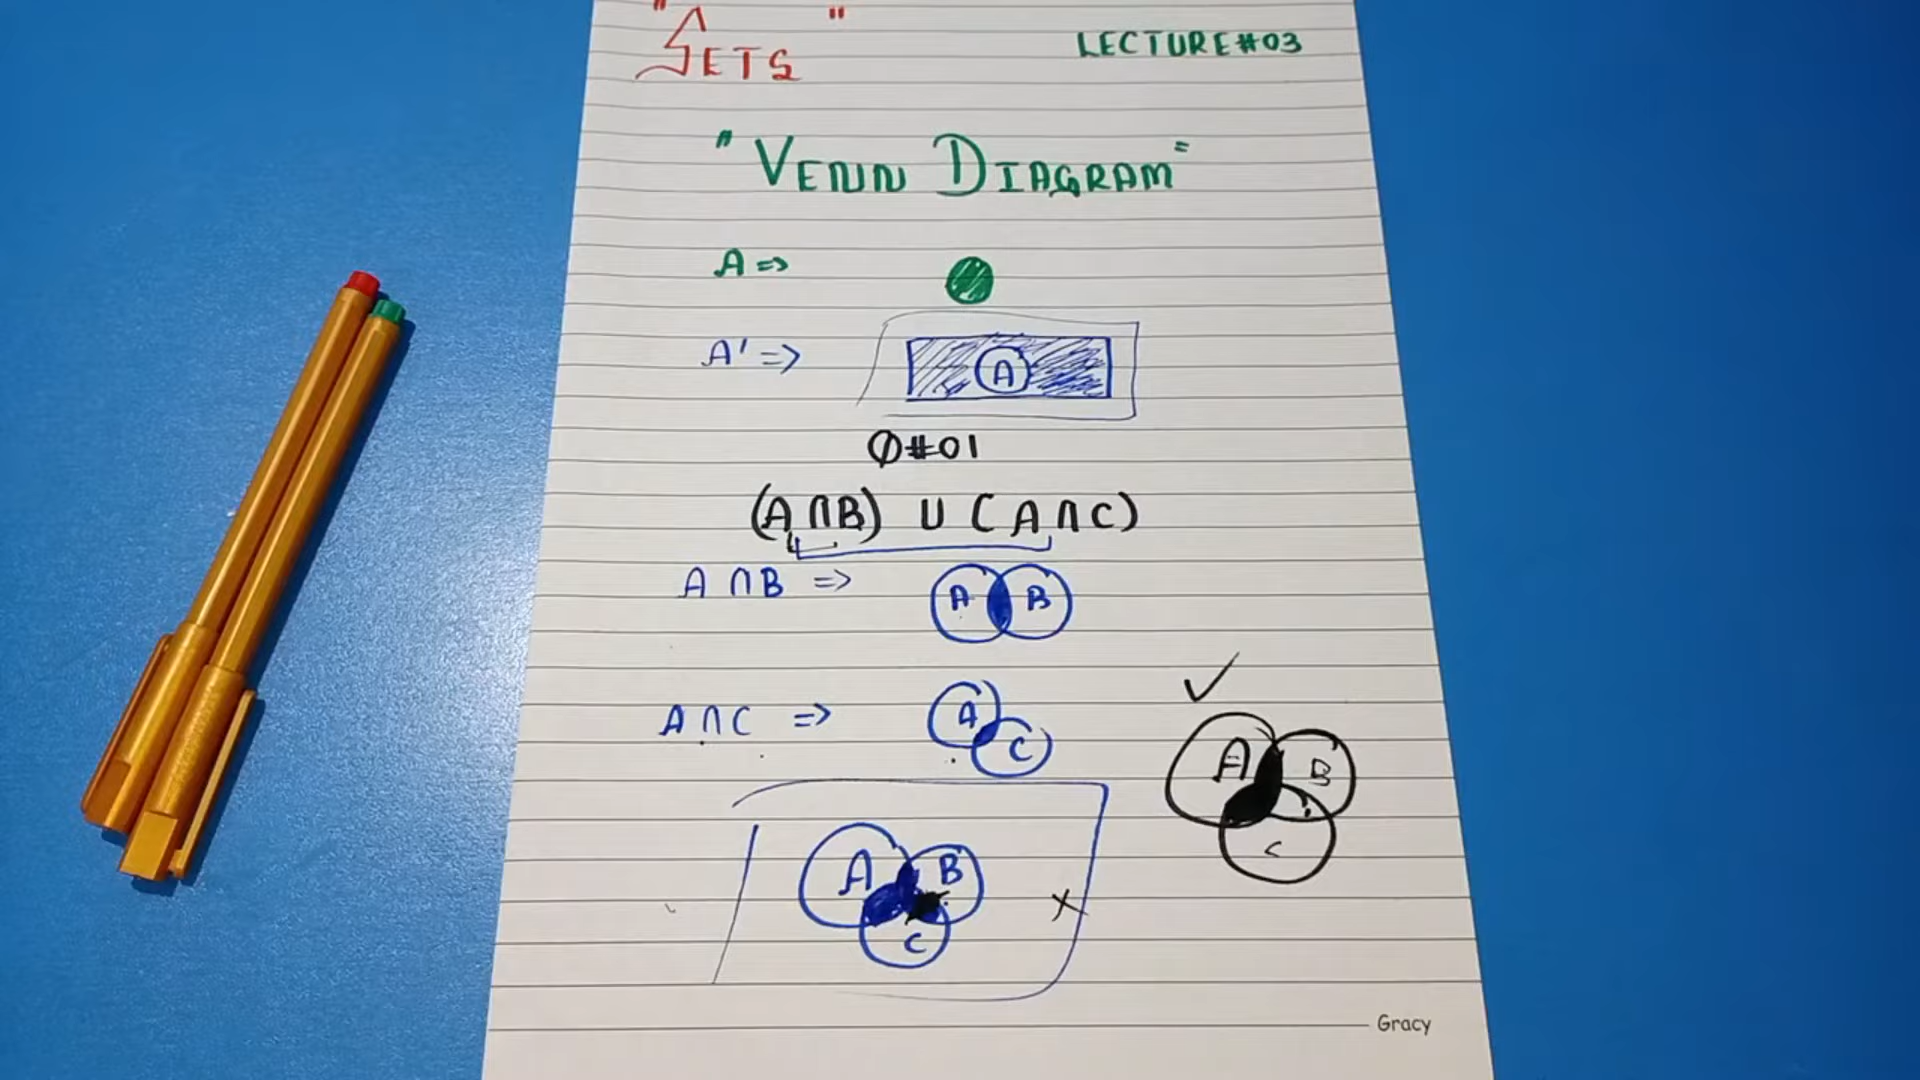 "SETS"
LECTURE#03
"VENN DIAGRAM"
A =>
A' =>
A
Q#01
(A∩B) ∪ (A∩C)
A∩B =>
A B
A∩C =>
A
C
A B
C
A B
C
Gracy